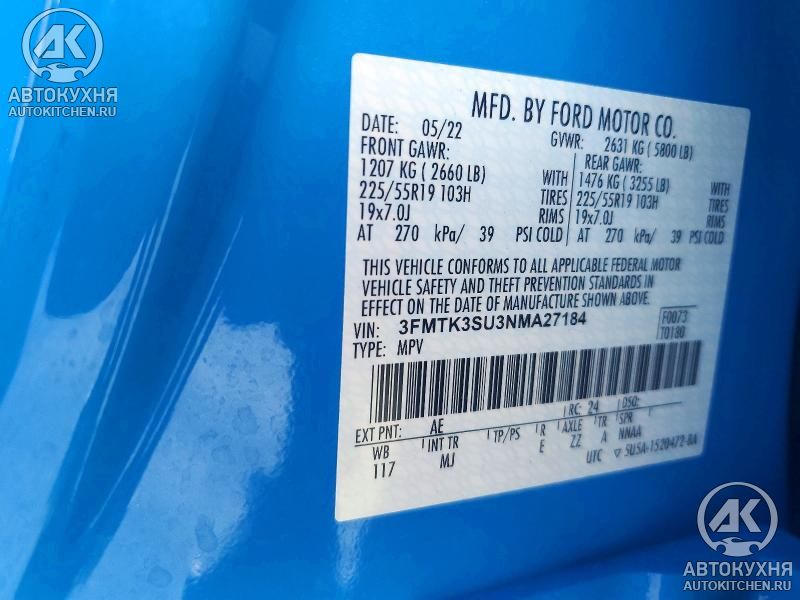 АК
АВТОКУХНЯ
AUTOKITCHEN.RU
MFD. BY FORD MOTOR CO.
DATE: 05/22 GVWR: 2631 KG ( 5800 LB)
FRONT GAWR: REAR GAWR:
1207 KG ( 2660 LB) WITH 1476 KG ( 3255 LB) WITH
225/55R19 103H TIRES 225/55R19 103H TIRES
19x7.0J RIMS 19x7.0J RIMS
AT 270 kPa/ 39 PSI COLD AT 270 kPa/ 39 PSI COLD
THIS VEHICLE CONFORMS TO ALL APPLICABLE FEDERAL MOTOR
VEHICLE SAFETY AND THEFT PREVENTION STANDARDS IN
EFFECT ON THE DATE OF MANUFACTURE SHOWN ABOVE.
VIN: 3FMTK3SU3NMA27184 F0073
TYPE: MPV T0180
EXT PNT: AE RC: 24 DSO:
WB INT TR TP/PS R AXLE TR SPR
117 MJ E ZZ A NNAA
UTC ▽ 5U5A-1520472-BA
АК
АВТОКУХНЯ
AUTOKITCHEN.RU